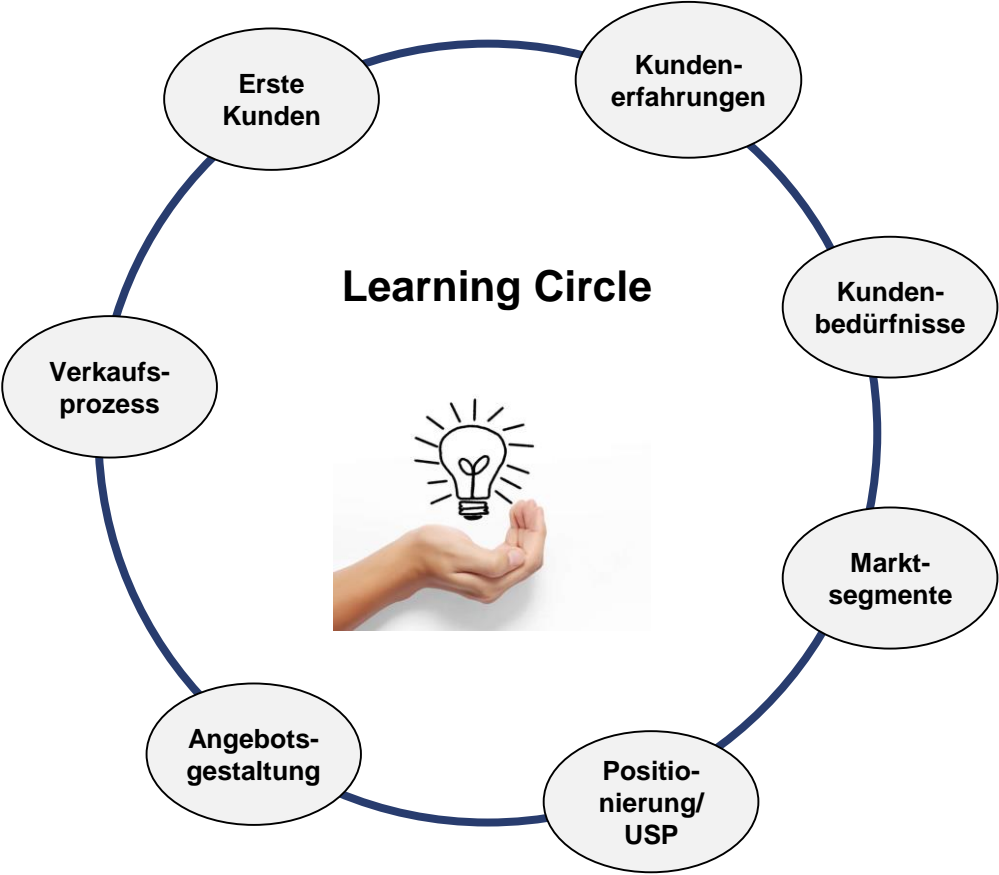 Kunden-
erfahrungen
Kunden-
bedürfnisse
Markt-
segmente
Positio-
nierung/
USP
Angebots-
gestaltung
Verkaufs-
prozess
Erste
Kunden
Learning Circle